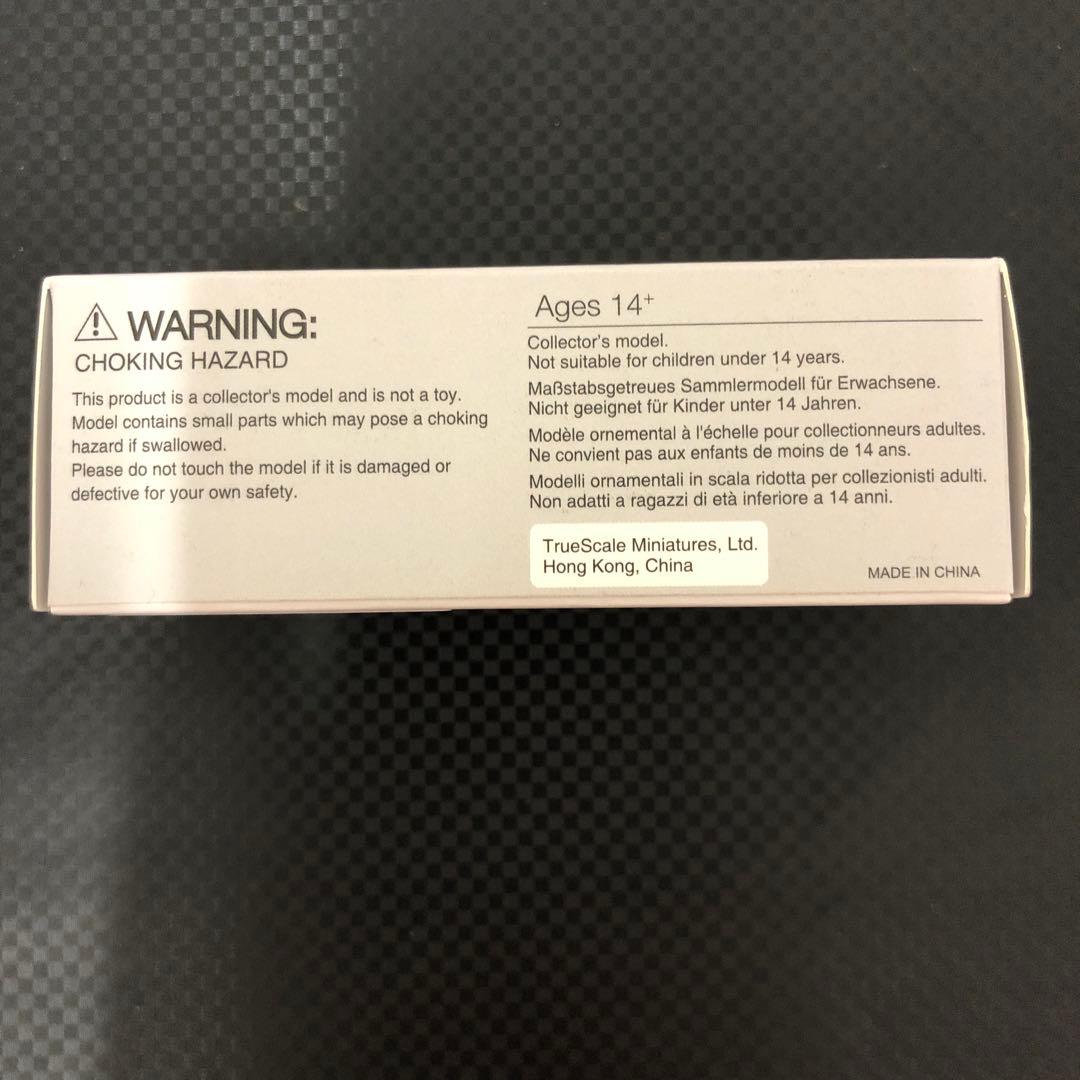 WARNING:
CHOKING HAZARD
This product is a collector's model and is not a toy.
Model contains small parts which may pose a choking
hazard if swallowed.
Please do not touch the model if it is damaged or
defective for your own safety.
Ages 14+
Collector's model.
Not suitable for children under 14 years.
Maßstabsgetreues Sammlermodell für Erwachsene.
Nicht geeignet für Kinder unter 14 Jahren.
Modèle ornemental à l'échelle pour collectionneurs adultes.
Ne convient pas aux enfants de moins de 14 ans.
Modelli ornamentali in scala ridotta per collezionisti adulti.
Non adatti a ragazzi di età inferiore a 14 anni.
TrueScale Miniatures, Ltd.
Hong Kong, China
MADE IN CHINA